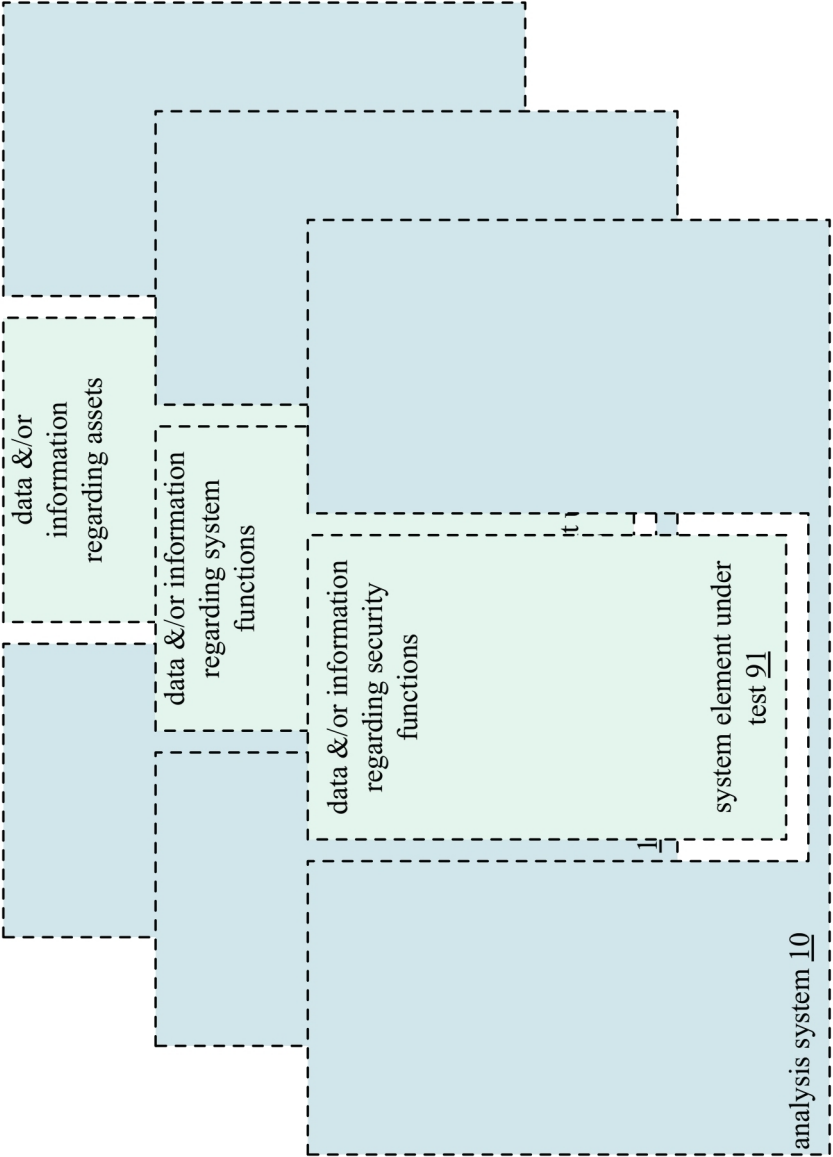 data &/or
information
regarding assets
data &/or information
regarding system
functions
data &/or information
regarding security
functions
system element under
test 91
analysis system 10